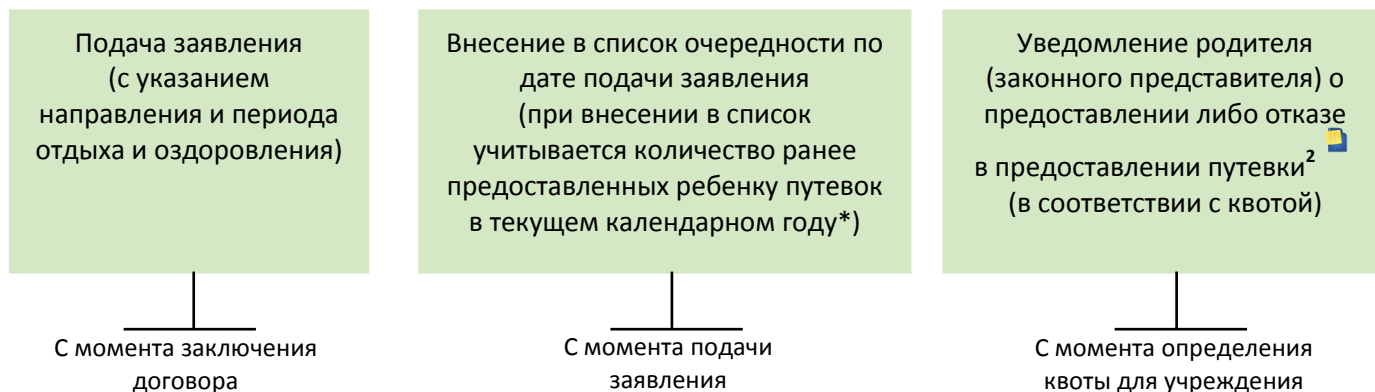 Подача заявления
(с указанием
направления и периода
отдыха и оздоровления)
Внесение в список очередности по
дате подачи заявления
(при внесении в список
учитывается количество ранее
предоставленных ребенку путевок
в текущем календарном году*)
Уведомление родителя
(законного представителя) о
предоставлении либо отказе
в предоставлении путевки²
(в соответствии с квотой)
С момента заключения
договора
С момента подачи
заявления
С момента определения
квоты для учреждения